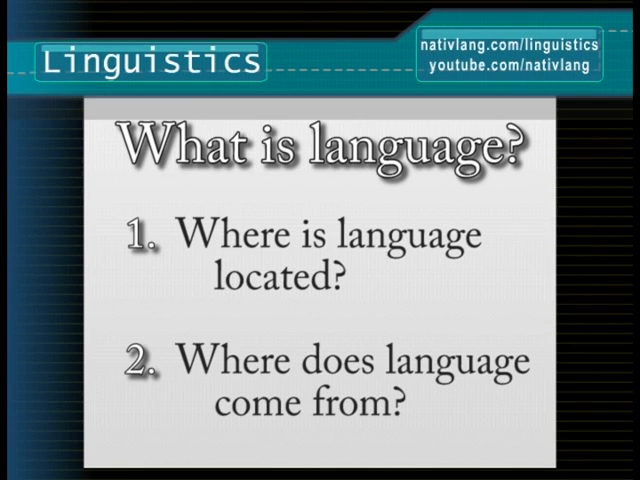 Linguistics
nativlang.com/linguistics
youtube.com/nativlang
What is language?
1. Where is language
located?
2. Where does language
come from?